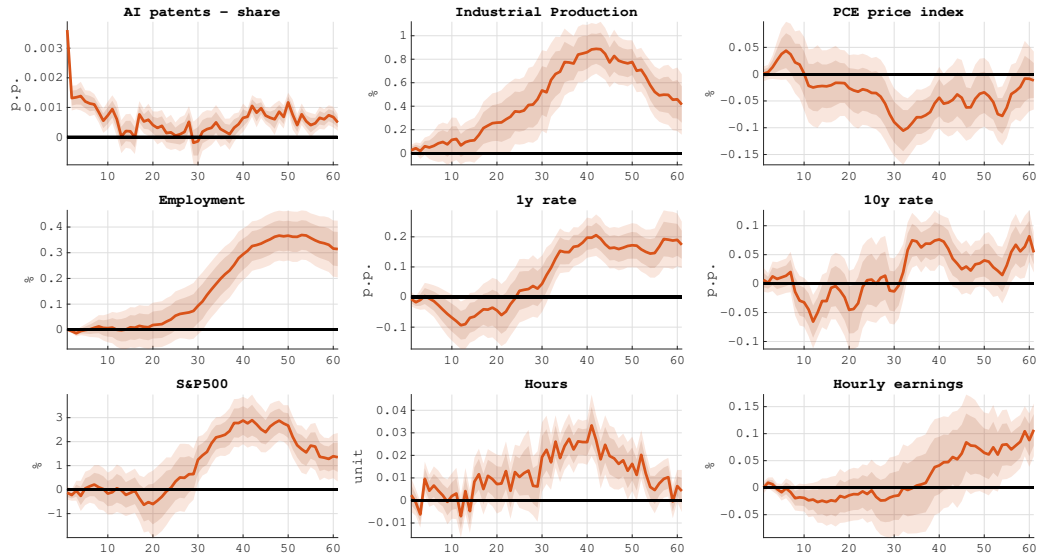 AI patents - share
Industrial Production
PCE price index
p.p.
0.003
0.002
0.001
0
10 20 30 40 50 60
%
1
0.8
0.6
0.4
0.2
0
10 20 30 40 50 60
%
0.05
0
-0.05
-0.1
-0.15
10 20 30 40 50 60
Employment
1y rate
10y rate
%
0.4
0.3
0.2
0.1
0
10 20 30 40 50 60
p.p.
0.2
0.1
0
-0.1
10 20 30 40 50 60
p.p.
0.1
0.05
0
-0.05
-0.1
10 20 30 40 50 60
S&P500
Hours
Hourly earnings
%
3
2
1
0
-1
10 20 30 40 50 60
unit
0.04
0.03
0.02
0.01
0
-0.01
10 20 30 40 50 60
%
0.15
0.1
0.05
0
-0.05
10 20 30 40 50 60